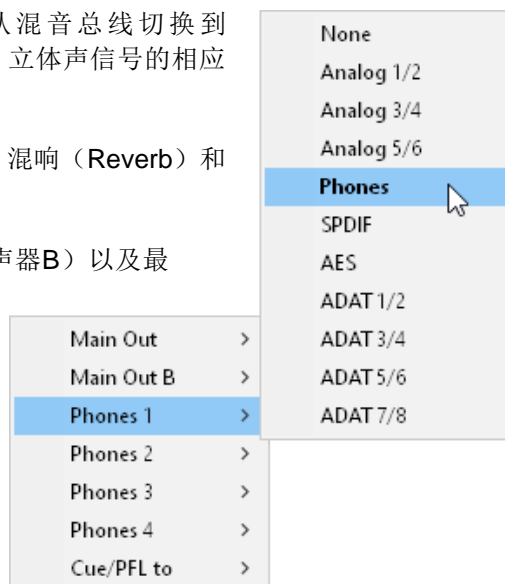 从混音总线切换到
立体声信号的相应
混响（Reverb）和
声器B）以及最
None
Analog 1/2
Analog 3/4
Analog 5/6
Phones
SPDIF
AES
ADAT 1/2
ADAT 3/4
ADAT 5/6
ADAT 7/8
Main Out
Main Out B
Phones 1
Phones 2
Phones 3
Phones 4
Cue/PFL to